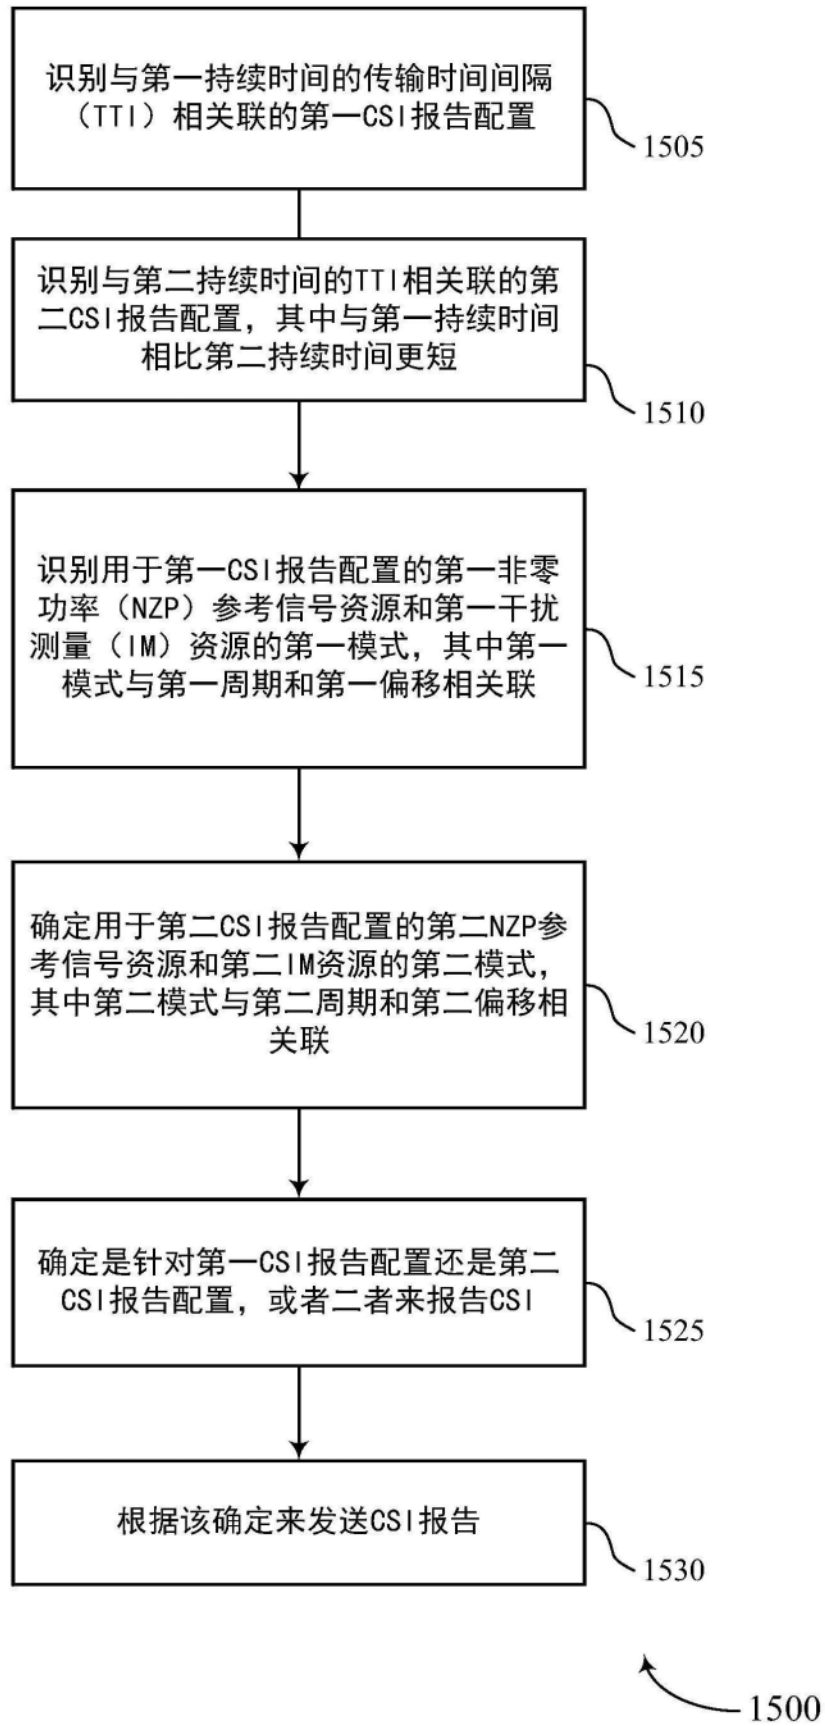 识别与第一持续时间的传输时间间隔
（TTI）相关联的第一CSI报告配置
1505
识别与第二持续时间的TTI相关联的第
二CSI报告配置，其中与第一持续时间
相比第二持续时间更短
1510
识别用于第一CSI报告配置的第一非零
功率（NZP）参考信号资源和第一干扰
测量（IM）资源的第一模式，其中第一
模式与第一周期和第一偏移相关联
1515
确定用于第二CSI报告配置的第二NZP参
考信号资源和第二IM资源的第二模式，
其中第二模式与第二周期和第二偏移相
关联
1520
确定是针对第一CSI报告配置还是第二
CSI报告配置，或者二者来报告CSI
1525
根据该确定来发送CSI报告
1530
1500